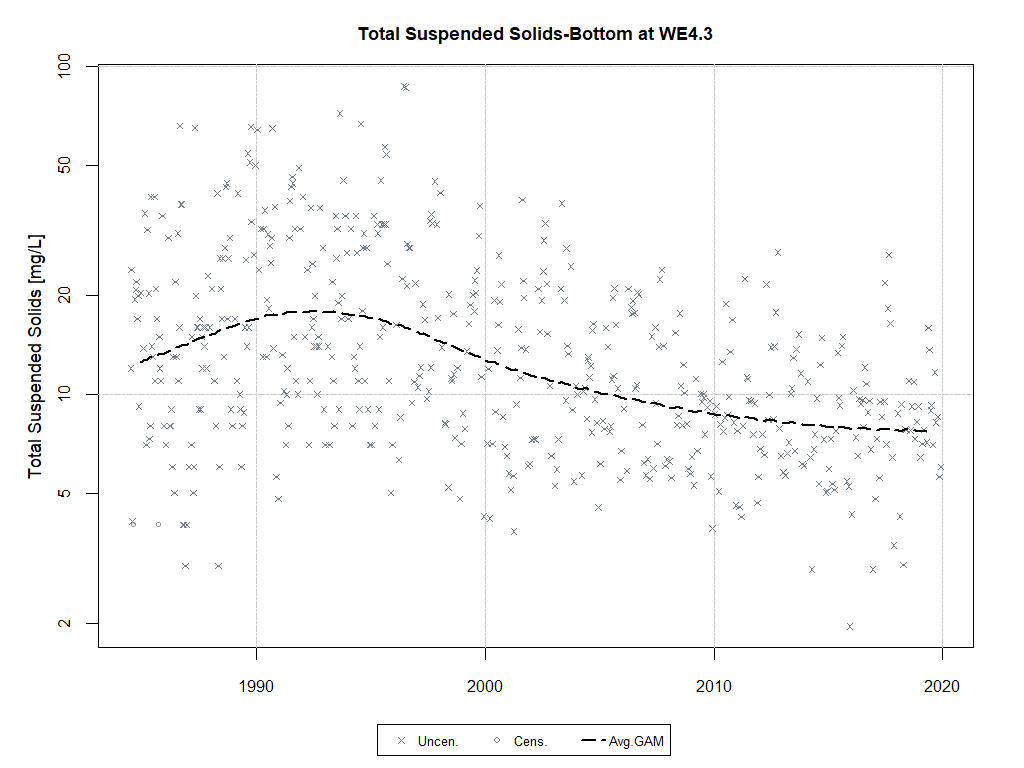 Total Suspended Solids-Bottom at WE4.3
Total Suspended Solids [mg/L]
100
50
20
10
5
2
1990
2000
2010
2020
Uncen.
Cens.
Avg.GAM